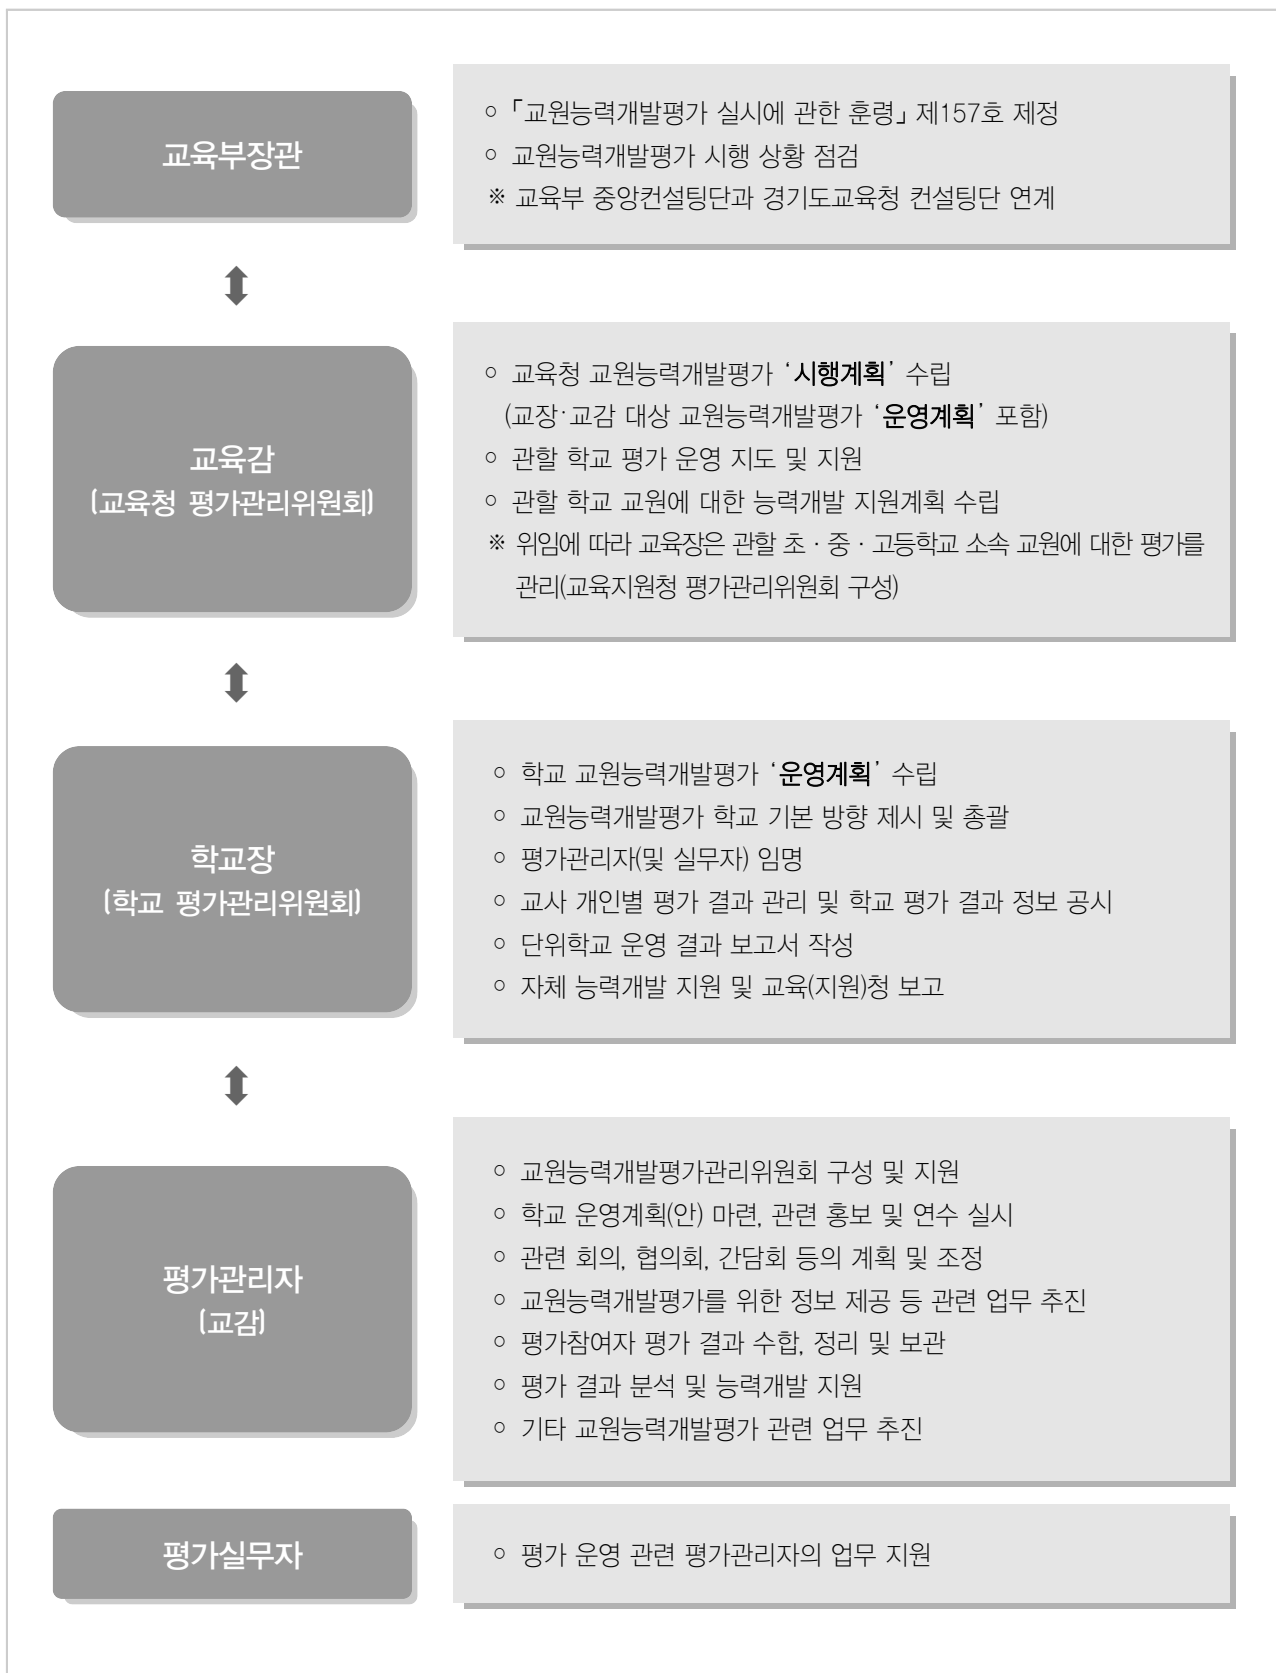 교육부장관
○ 「교원능력개발평가 실시에 관한 훈령」 제157호 제정
○ 교원능력개발평가 시행 상황 점검
※ 교육부 중앙컨설팅단과 경기도교육청 컨설팅단 연계
교육감
(교육청 평가관리위원회)
○ 교육청 교원능력개발평가 ‘시행계획’ 수립
(교장·교감 대상 교원능력개발평가 ‘운영계획’ 포함)
○ 관할 학교 평가 운영 지도 및 지원
○ 관할 학교 교원에 대한 능력개발 지원계획 수립
※ 위임에 따라 교육장은 관할 초·중·고등학교 소속 교원에 대한 평가를
관리(교육지원청 평가관리위원회 구성)
학교장
(학교 평가관리위원회)
○ 학교 교원능력개발평가 ‘운영계획’ 수립
○ 교원능력개발평가 학교 기본 방향 제시 및 총괄
○ 평가관리자(및 실무자) 임명
○ 교사 개인별 평가 결과 관리 및 학교 평가 결과 정보 공시
○ 단위학교 운영 결과 보고서 작성
○ 자체 능력개발 지원 및 교육(지원)청 보고
평가관리자
(교감)
○ 교원능력개발평가관리위원회 구성 및 지원
○ 학교 운영계획(안) 마련, 관련 홍보 및 연수 실시
○ 관련 회의, 협의회, 간담회 등의 계획 및 조정
○ 교원능력개발평가를 위한 정보 제공 등 관련 업무 추진
○ 평가참여자 평가 결과 수합, 정리 및 보관
○ 평가 결과 분석 및 능력개발 지원
○ 기타 교원능력개발평가 관련 업무 추진
평가실무자
○ 평가 운영 관련 평가관리자의 업무 지원